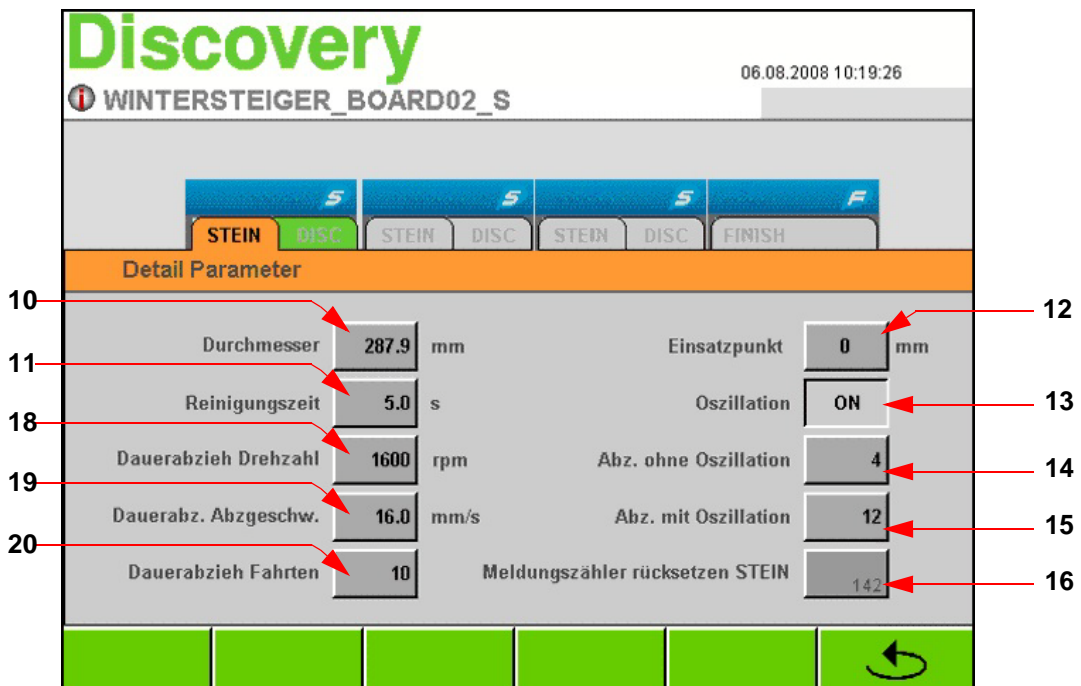 Discovery
06.08.2008 10:19:26
WINTERSTEIGER_BOARD02_S
S S S F
STEIN DISC STEIN DISC STEIN DISC FINISH
Detail Parameter
10 12
Durchmesser 287.9 mm Einsatzpunkt 0 mm
11
Reinigungszeit 5.0 s Oszillation ON 13
18
Dauerabzieh Drehzahl 1600 rpm Abz. ohne Oszillation 4 14
19
Dauerabz. Abzgeschw. 16.0 mm/s Abz. mit Oszillation 12 15
20
Dauerabzieh Fahrten 10 Meldungszähler rücksetzen STEIN 142 16